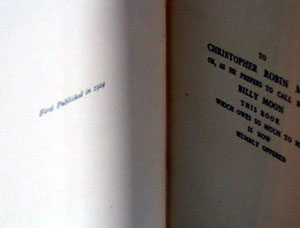 First Published in 1924
TO
CHRISTOPHER ROBIN M
OR, AS HE PREFERS TO CALL
BILLY MOON
THIS BOOK
WHICH OWES SO MUCH TO
IS NOW
HUMBLY OFFERED